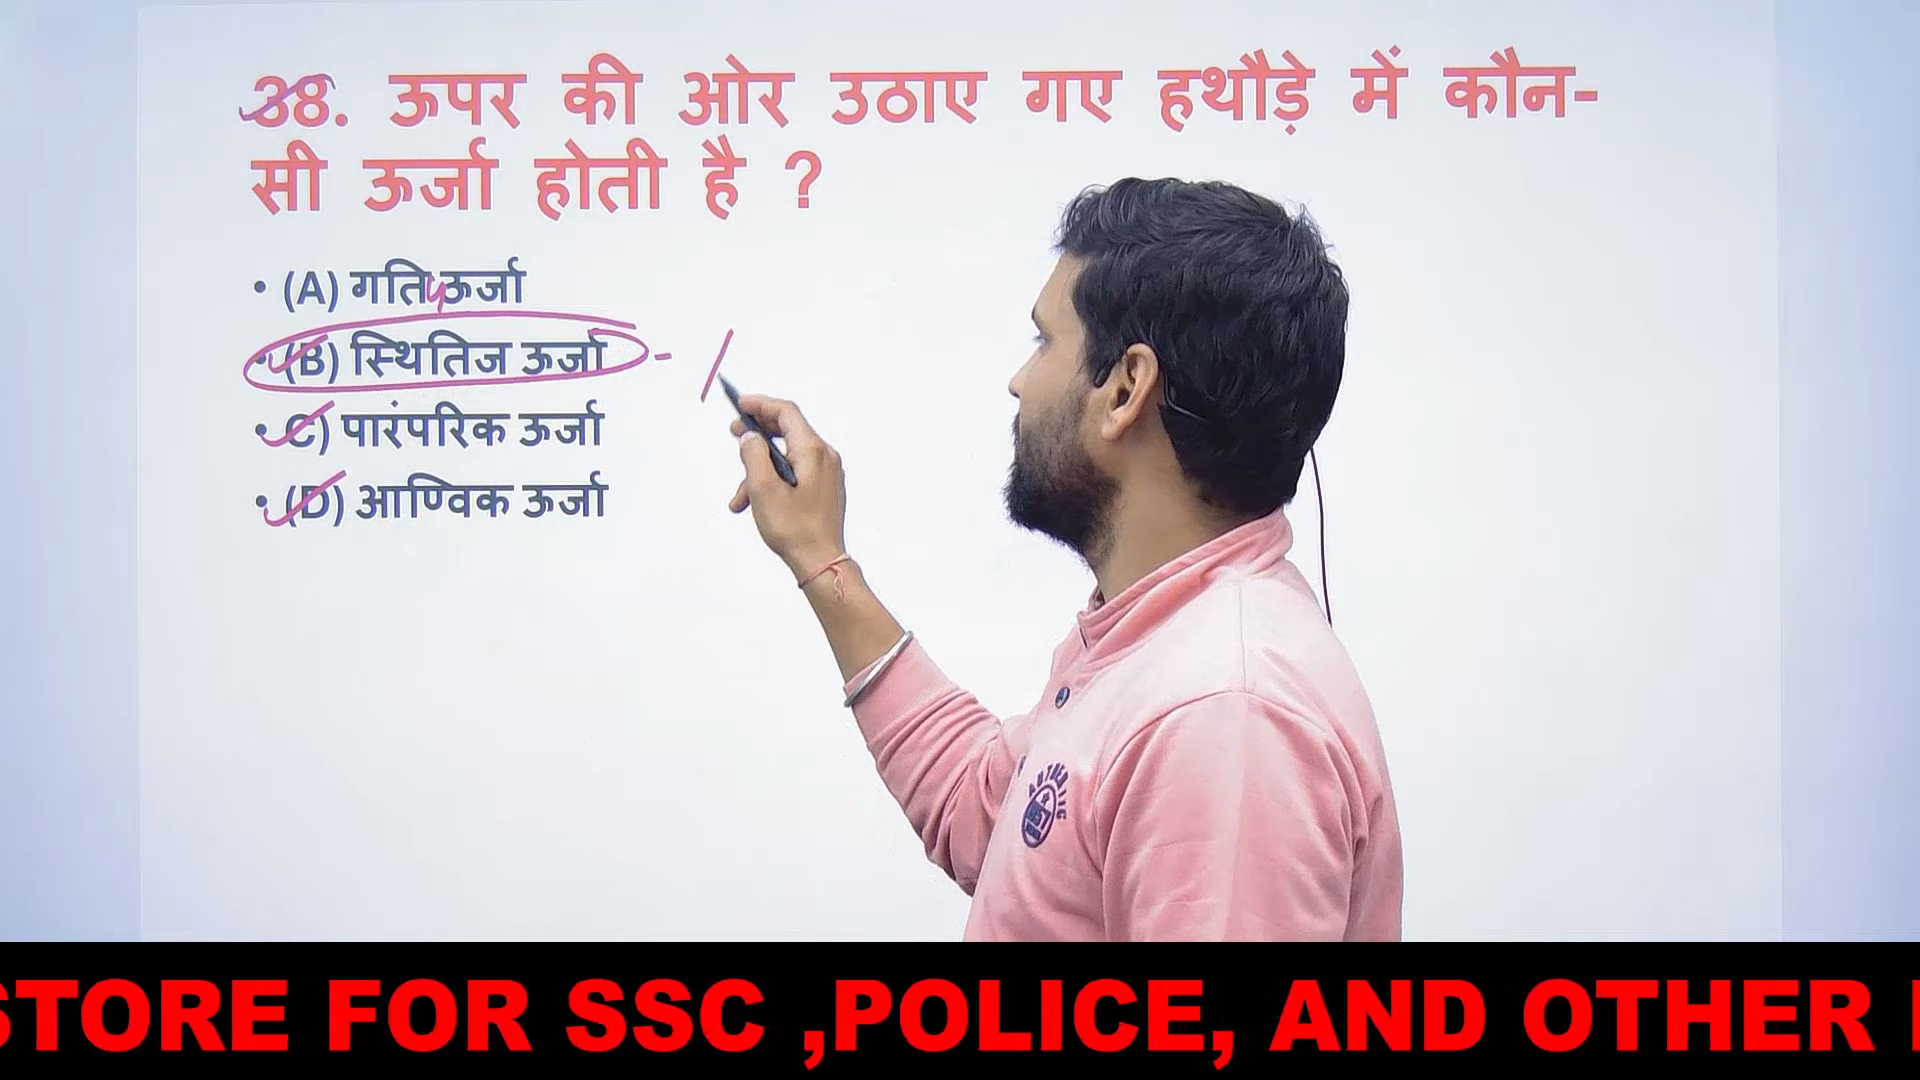 38. ऊपर की ओर उठाए गए हथौड़े में कौन-
सी ऊर्जा होती है ?
• (A) गति ऊर्जा
• (B) स्थितिज ऊर्जा -
• (C) पारंपरिक ऊर्जा
• (D) आण्विक ऊर्जा
STORE FOR SSC ,POLICE, AND OTHER